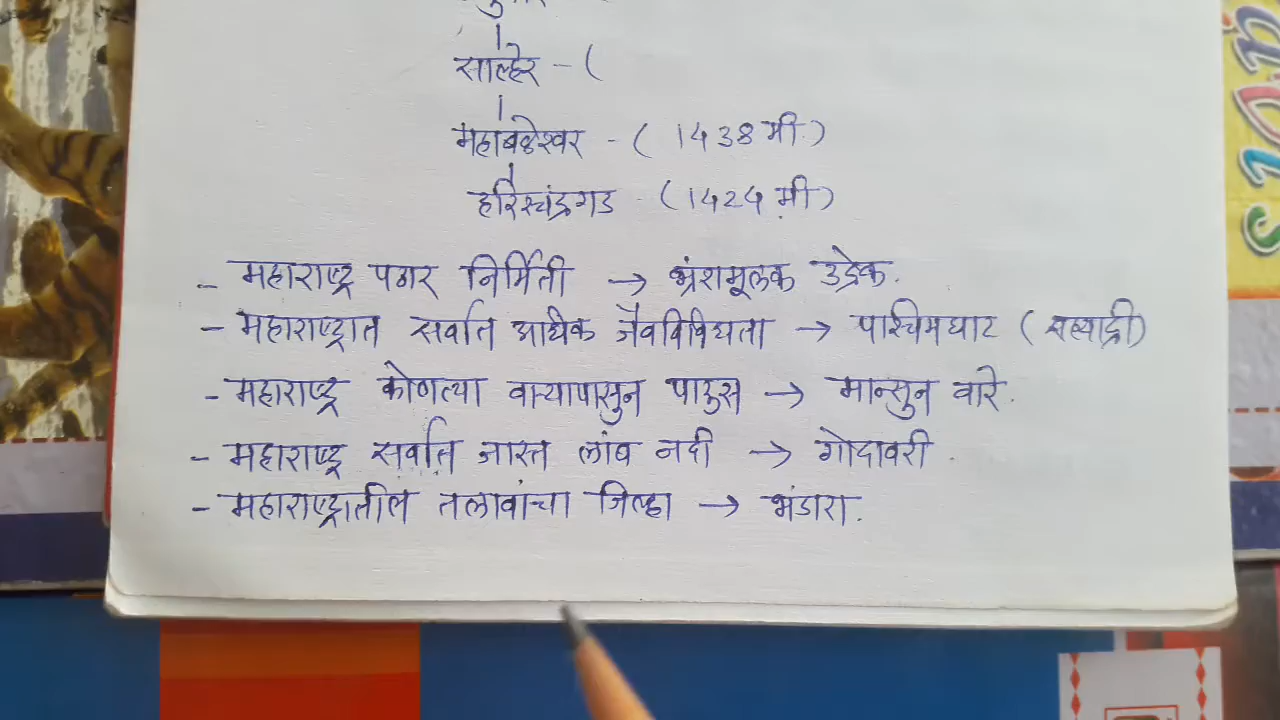 साल्हेर - (
महाबळेश्वर - ( 1438 मी.)
हरिश्चंद्रगड - (1424 मी)
- महाराष्ट्र पठार निर्मिती → भ्रंशमूलक उद्रेक.
- महाराष्ट्रात सर्वात अधिक जैवविविधता → पश्चिमघाट ( सह्याद्री)
- महाराष्ट्र कोणत्या वाऱ्यापासुन पाऊस → मान्सुन वारे.
- महाराष्ट्र सर्वात जास्त लांब नदी → गोदावरी.
- महाराष्ट्रातील तलावांचा जिल्हा → भंडारा.